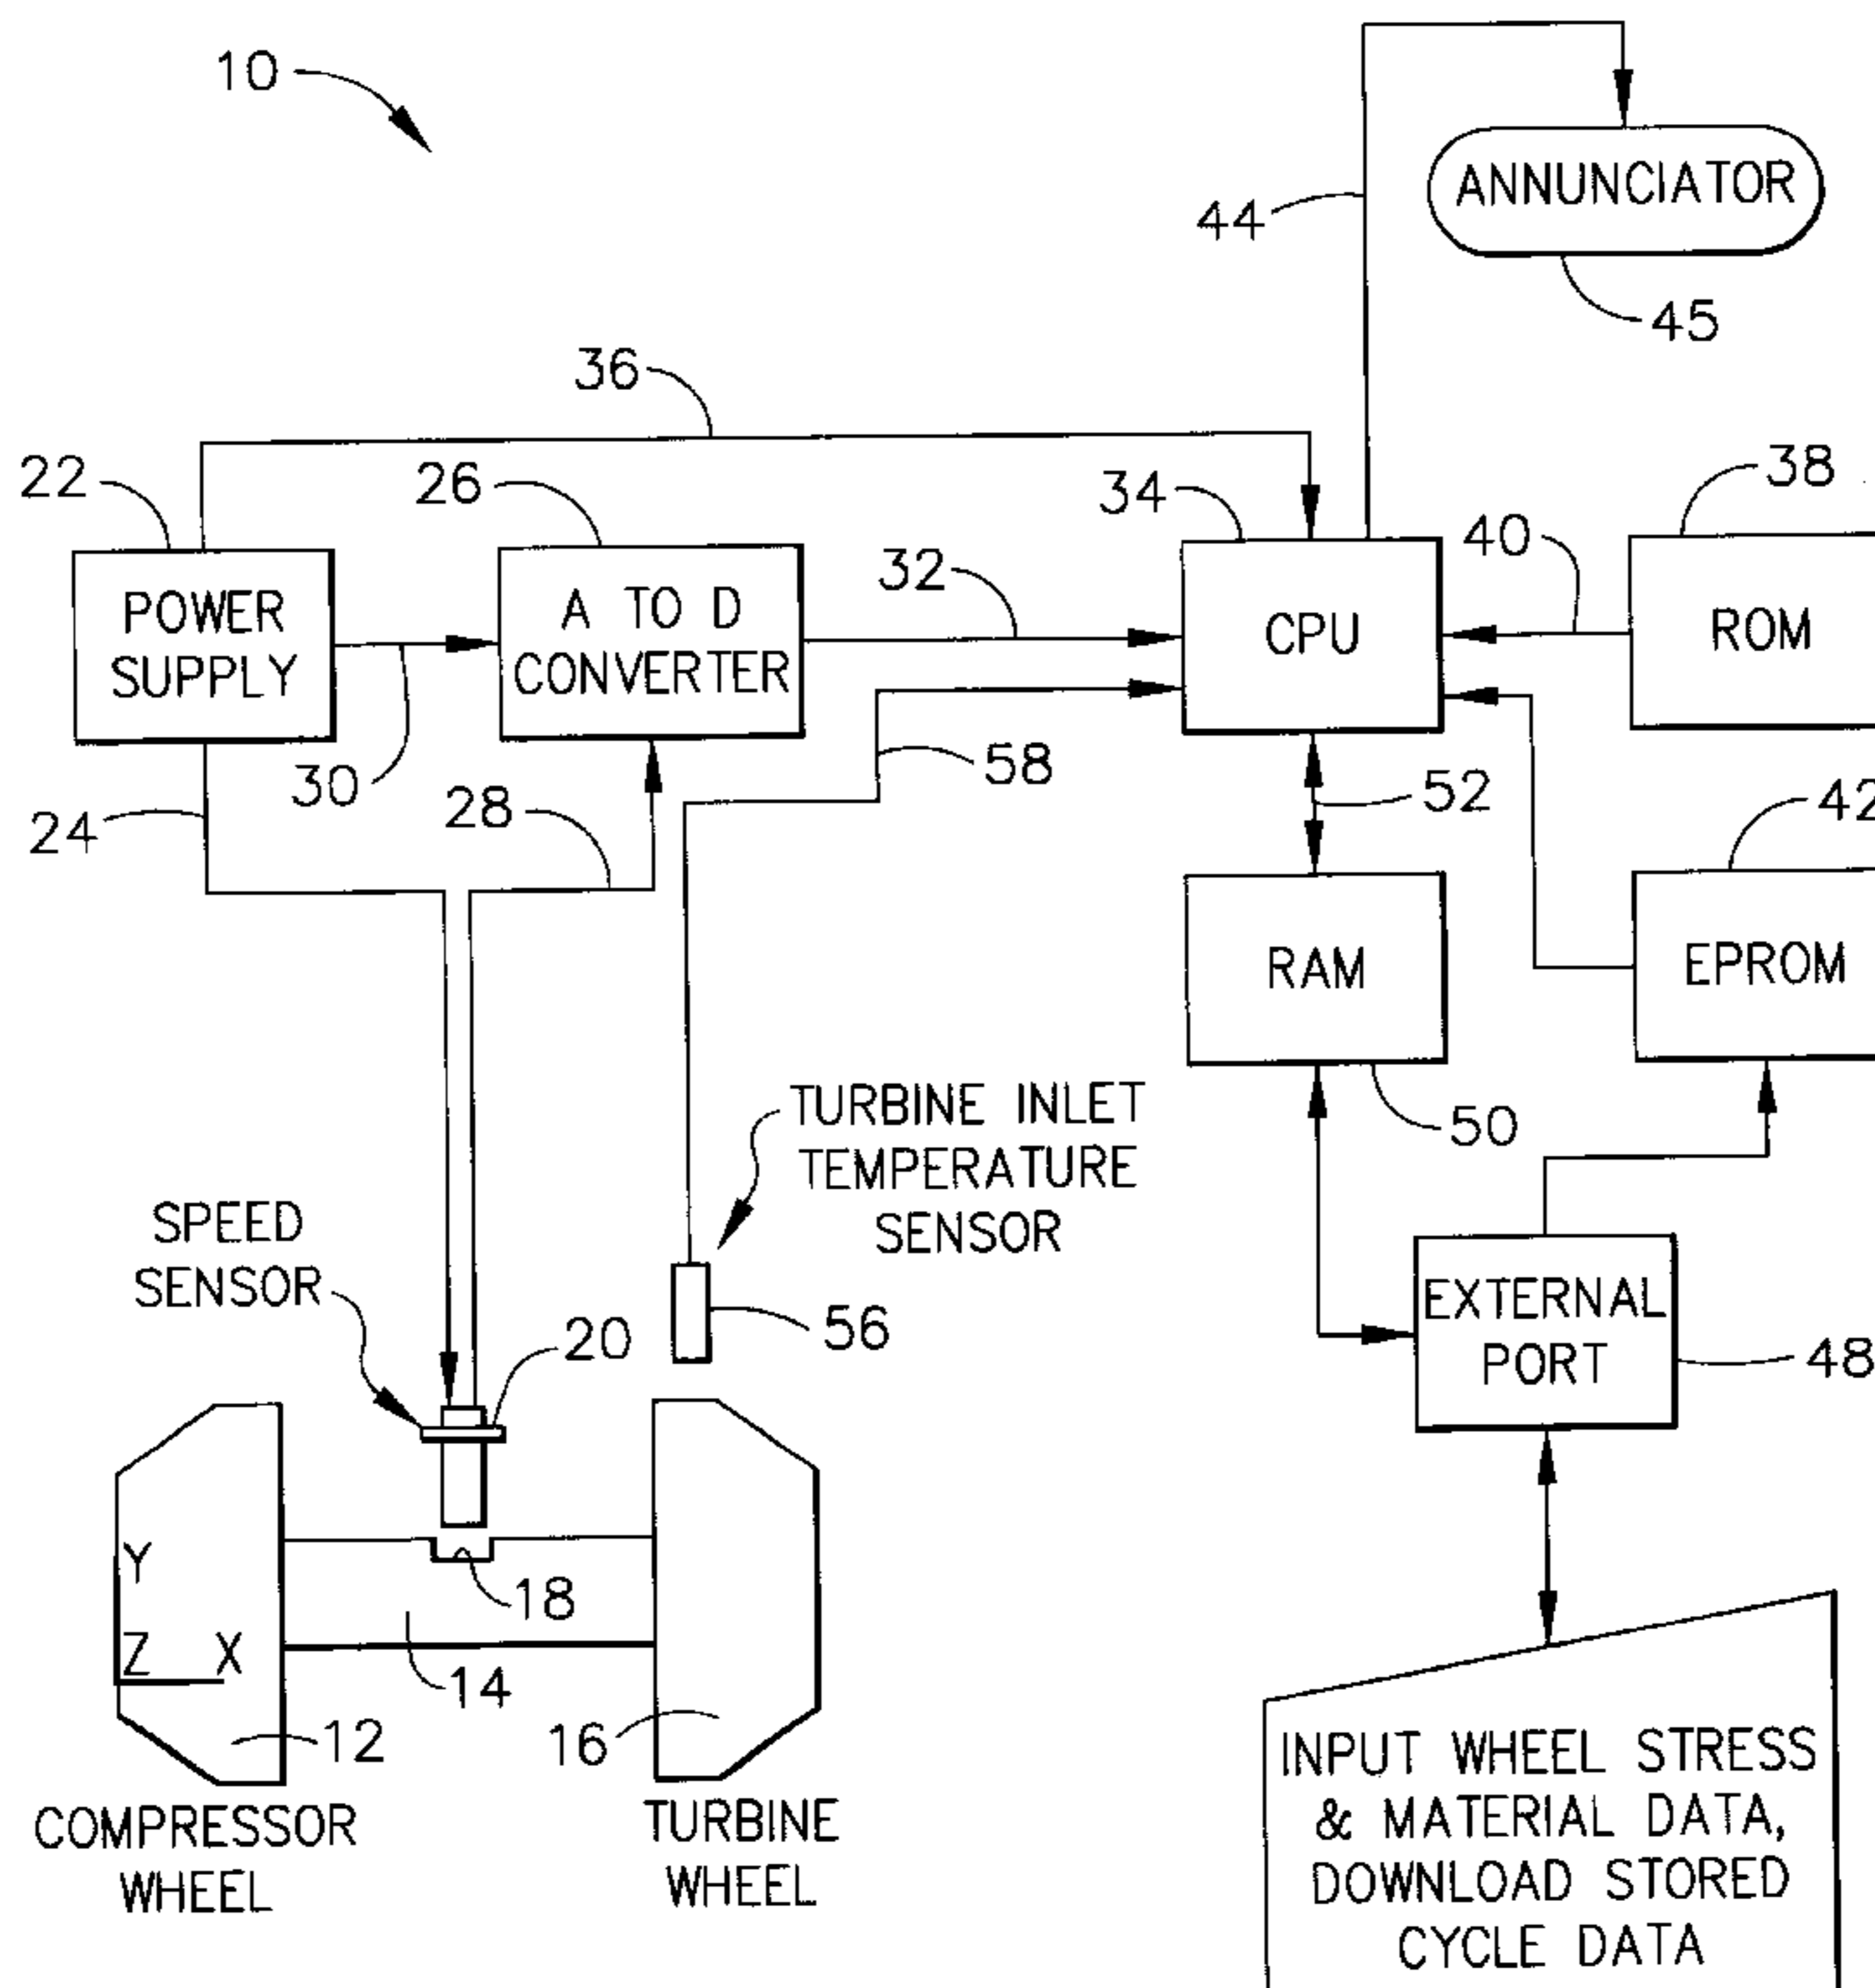 10
ANNUNCIATOR
44
45
36
22
26
34
38
40
32
POWER
SUPPLY
A TO D
CONVERTER
CPU
ROM
30
58
24
28
52
42
RAM
EPROM
50
TURBINE INLET
TEMPERATURE
SENSOR
SPEED
SENSOR
20
56
EXTERNAL
PORT
48
Y
Z X
18
14
12
16
COMPRESSOR
WHEEL
TURBINE
WHEEL
INPUT WHEEL STRESS
& MATERIAL DATA,
DOWNLOAD STORED
CYCLE DATA